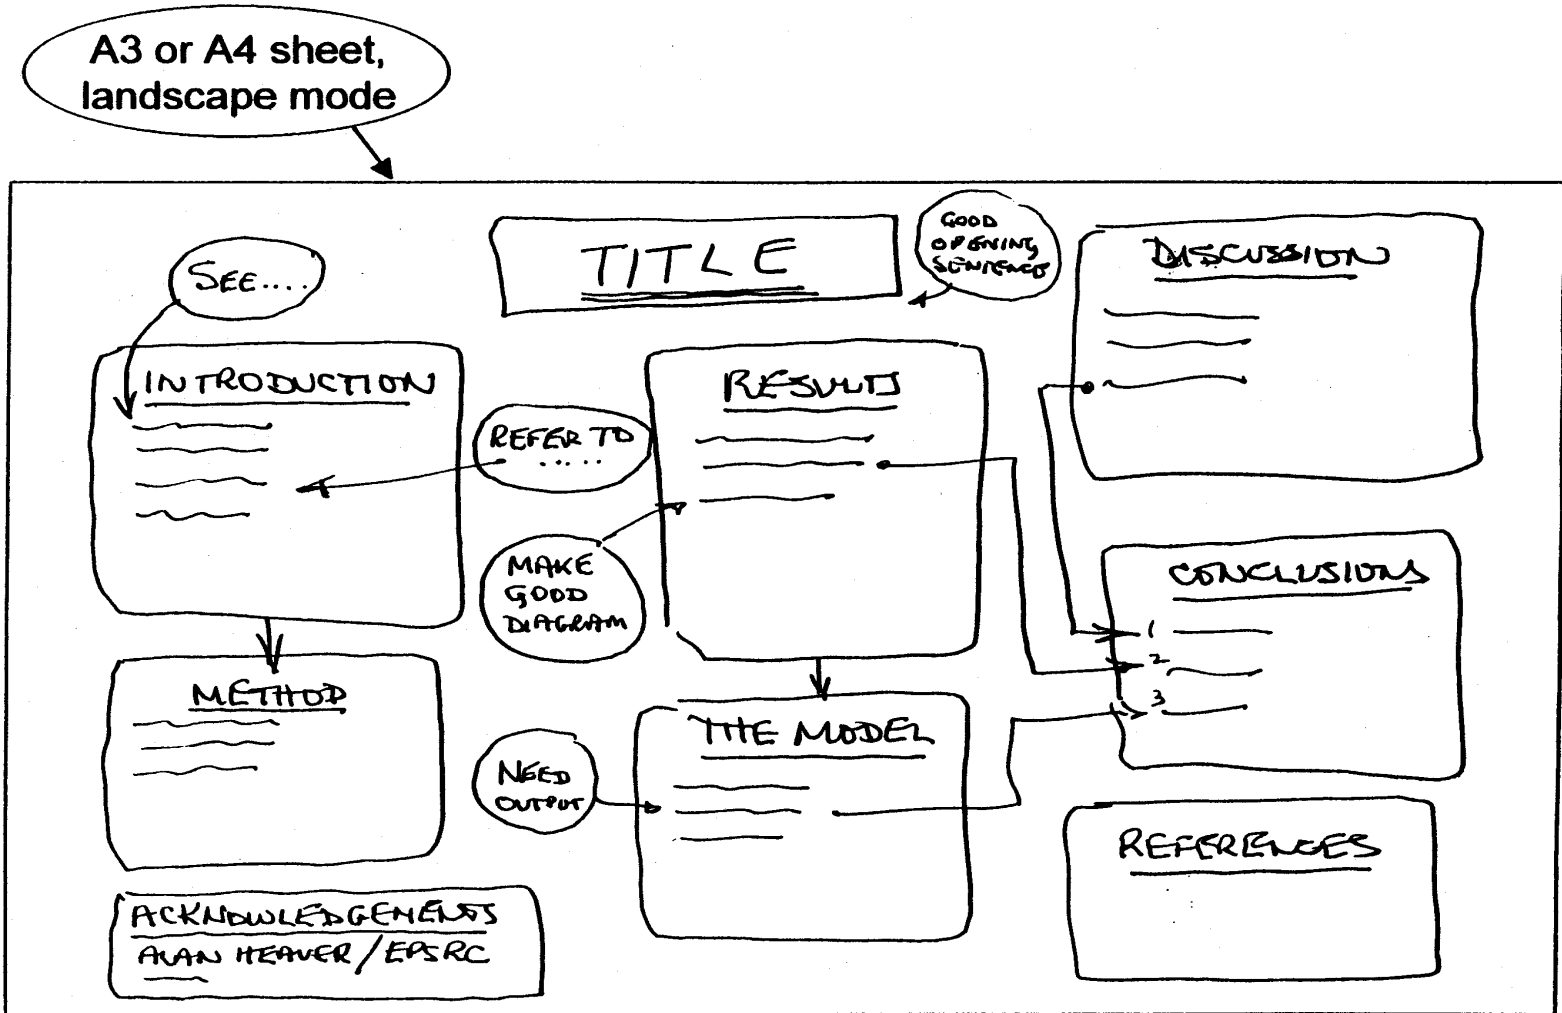 A3 or A4 sheet,
landscape mode
TITLE
GOOD
OPENING
SENTENCE
SEE....
INTRODUCTION
REFER TO
.....
METHOD
ACKNOWLEDGEMENTS
ALAN HEAVER/EPSRC
RESULTS
MAKE
GOOD
DIAGRAM
THE MODEL
NEED
OUTPUT
DISCUSSION
CONCLUSIONS
1
2
3
REFERENCES